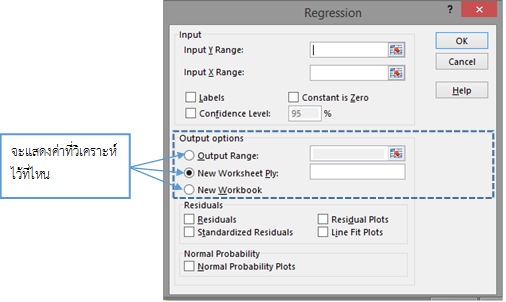 Regression
? ×
Input
Input Y Range:
OK
Input X Range:
Cancel
Labels
Constant is Zero
Help
Confidence Level: 95 %
จะแสดงค่าที่วิเคราะห์
ไว้ที่ไหน
Output options
Output Range:
New Worksheet Ply:
New Workbook
Residuals
Residuals
Residual Plots
Standardized Residuals
Line Fit Plots
Normal Probability
Normal Probability Plots